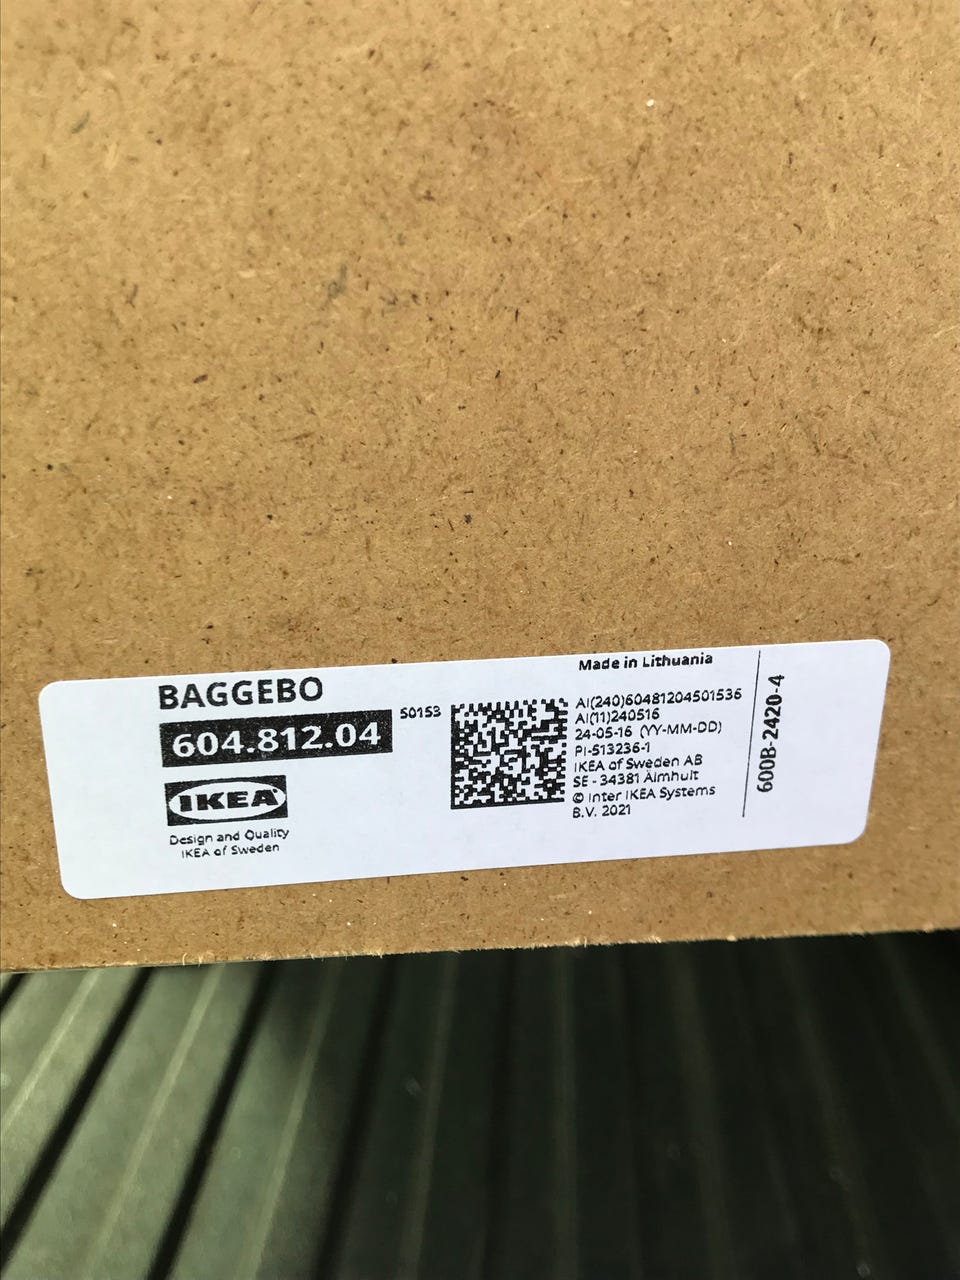 BAGGEBO
604.812.04
50153
IKEA
Design and Quality
IKEA of Sweden
Made in Lithuania
AI(240)60481204501536
AI(11)240516
24-05-16 (YY-MM-DD)
PI-513236-1
IKEA of Sweden AB
SE - 34381 Älmhult
© Inter IKEA Systems
B.V. 2021
600B-2420-4